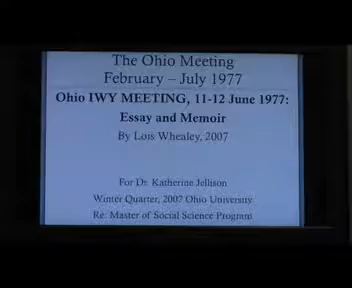 The Ohio Meeting
February – July 1977
Ohio IWY MEETING, 11-12 June 1977:
Essay and Memoir
By Lois Whealey, 2007
For Dr. Katherine Jellison
Winter Quarter, 2007 Ohio University
Re: Master of Social Science Program